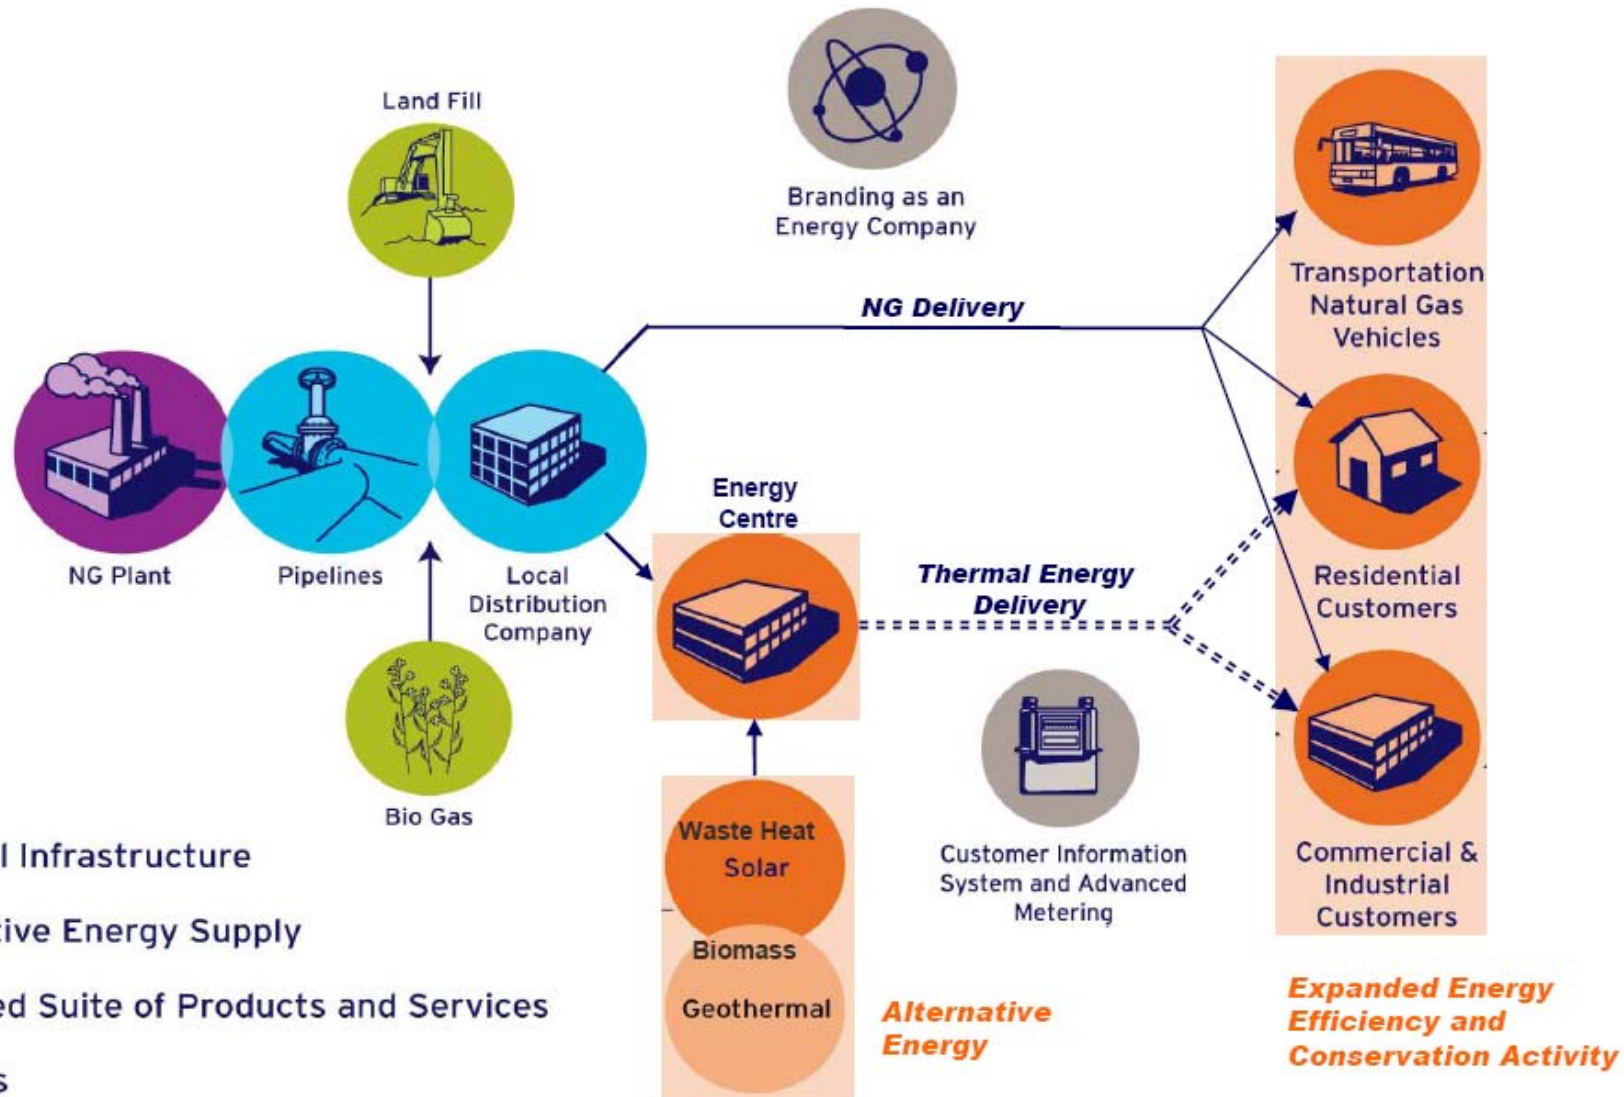 Land Fill
Branding as an
Energy Company
NG Delivery
Transportation
Natural Gas
Vehicles
NG Plant
Pipelines
Local
Distribution
Company
Energy
Centre
Thermal Energy
Delivery
Residential
Customers
Bio Gas
Waste Heat
Solar
Biomass
Geothermal
Customer Information
System and Advanced
Metering
Commercial &
Industrial
Customers
Infrastructure
Energy Supply
Suite of Products and Services
Alternative
Energy
Expanded Energy
Efficiency and
Conservation Activity